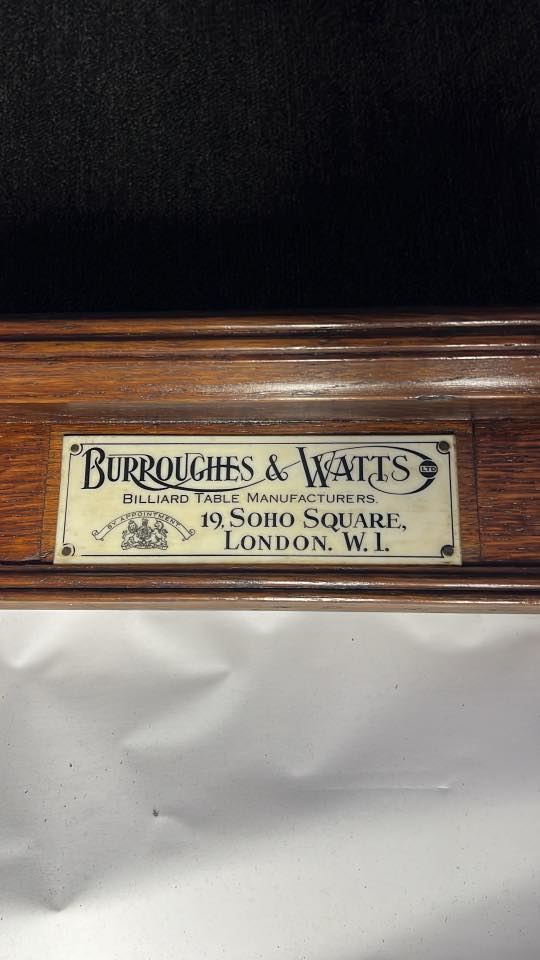 BURROUGHES & WATTS LTD
BILLIARD TABLE MANUFACTURERS.
BY APPOINTMENT
19, SOHO SQUARE,
LONDON. W. 1.